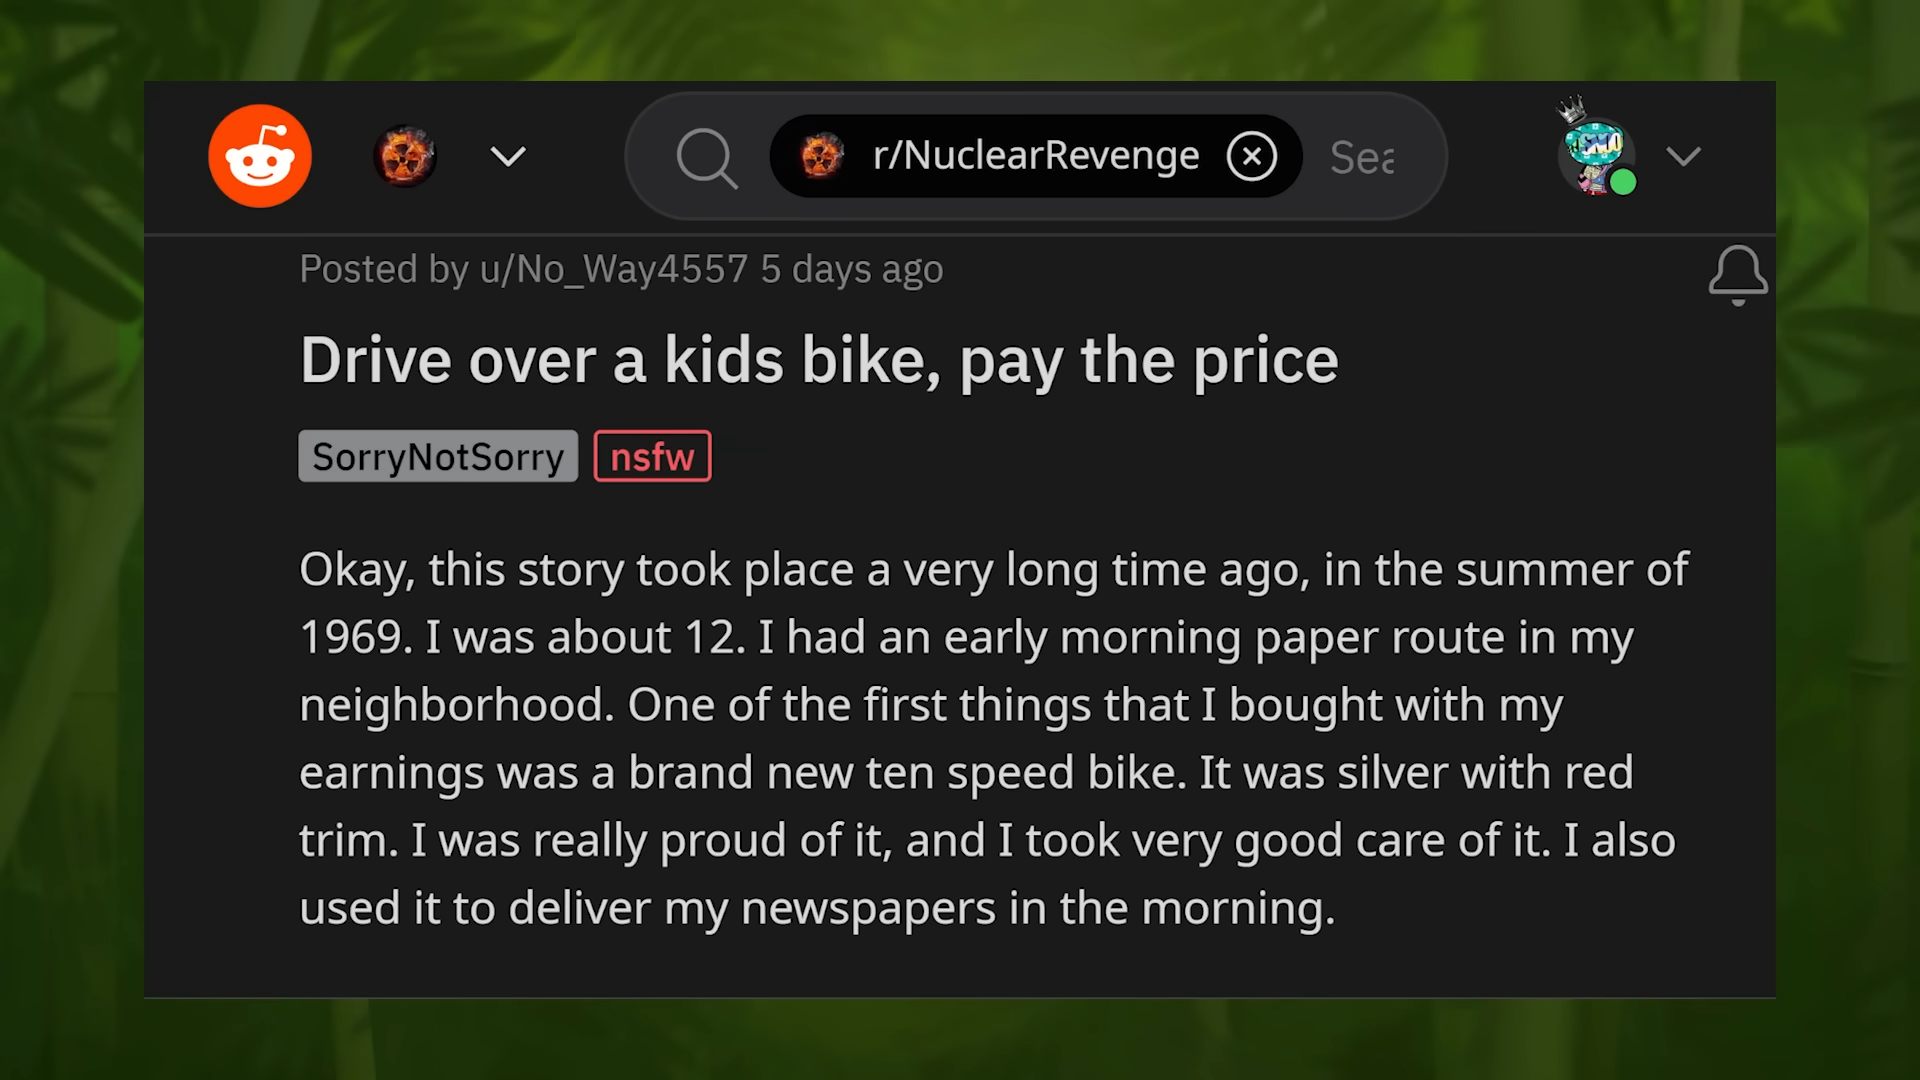 r/NuclearRevenge
Sea
Posted by u/No_Way4557 5 days ago
Drive over a kids bike, pay the price
SorryNotSorry nsfw
Okay, this story took place a very long time ago, in the summer of
1969. I was about 12. I had an early morning paper route in my
neighborhood. One of the first things that I bought with my
earnings was a brand new ten speed bike. It was silver with red
trim. I was really proud of it, and I took very good care of it. I also
used it to deliver my newspapers in the morning.